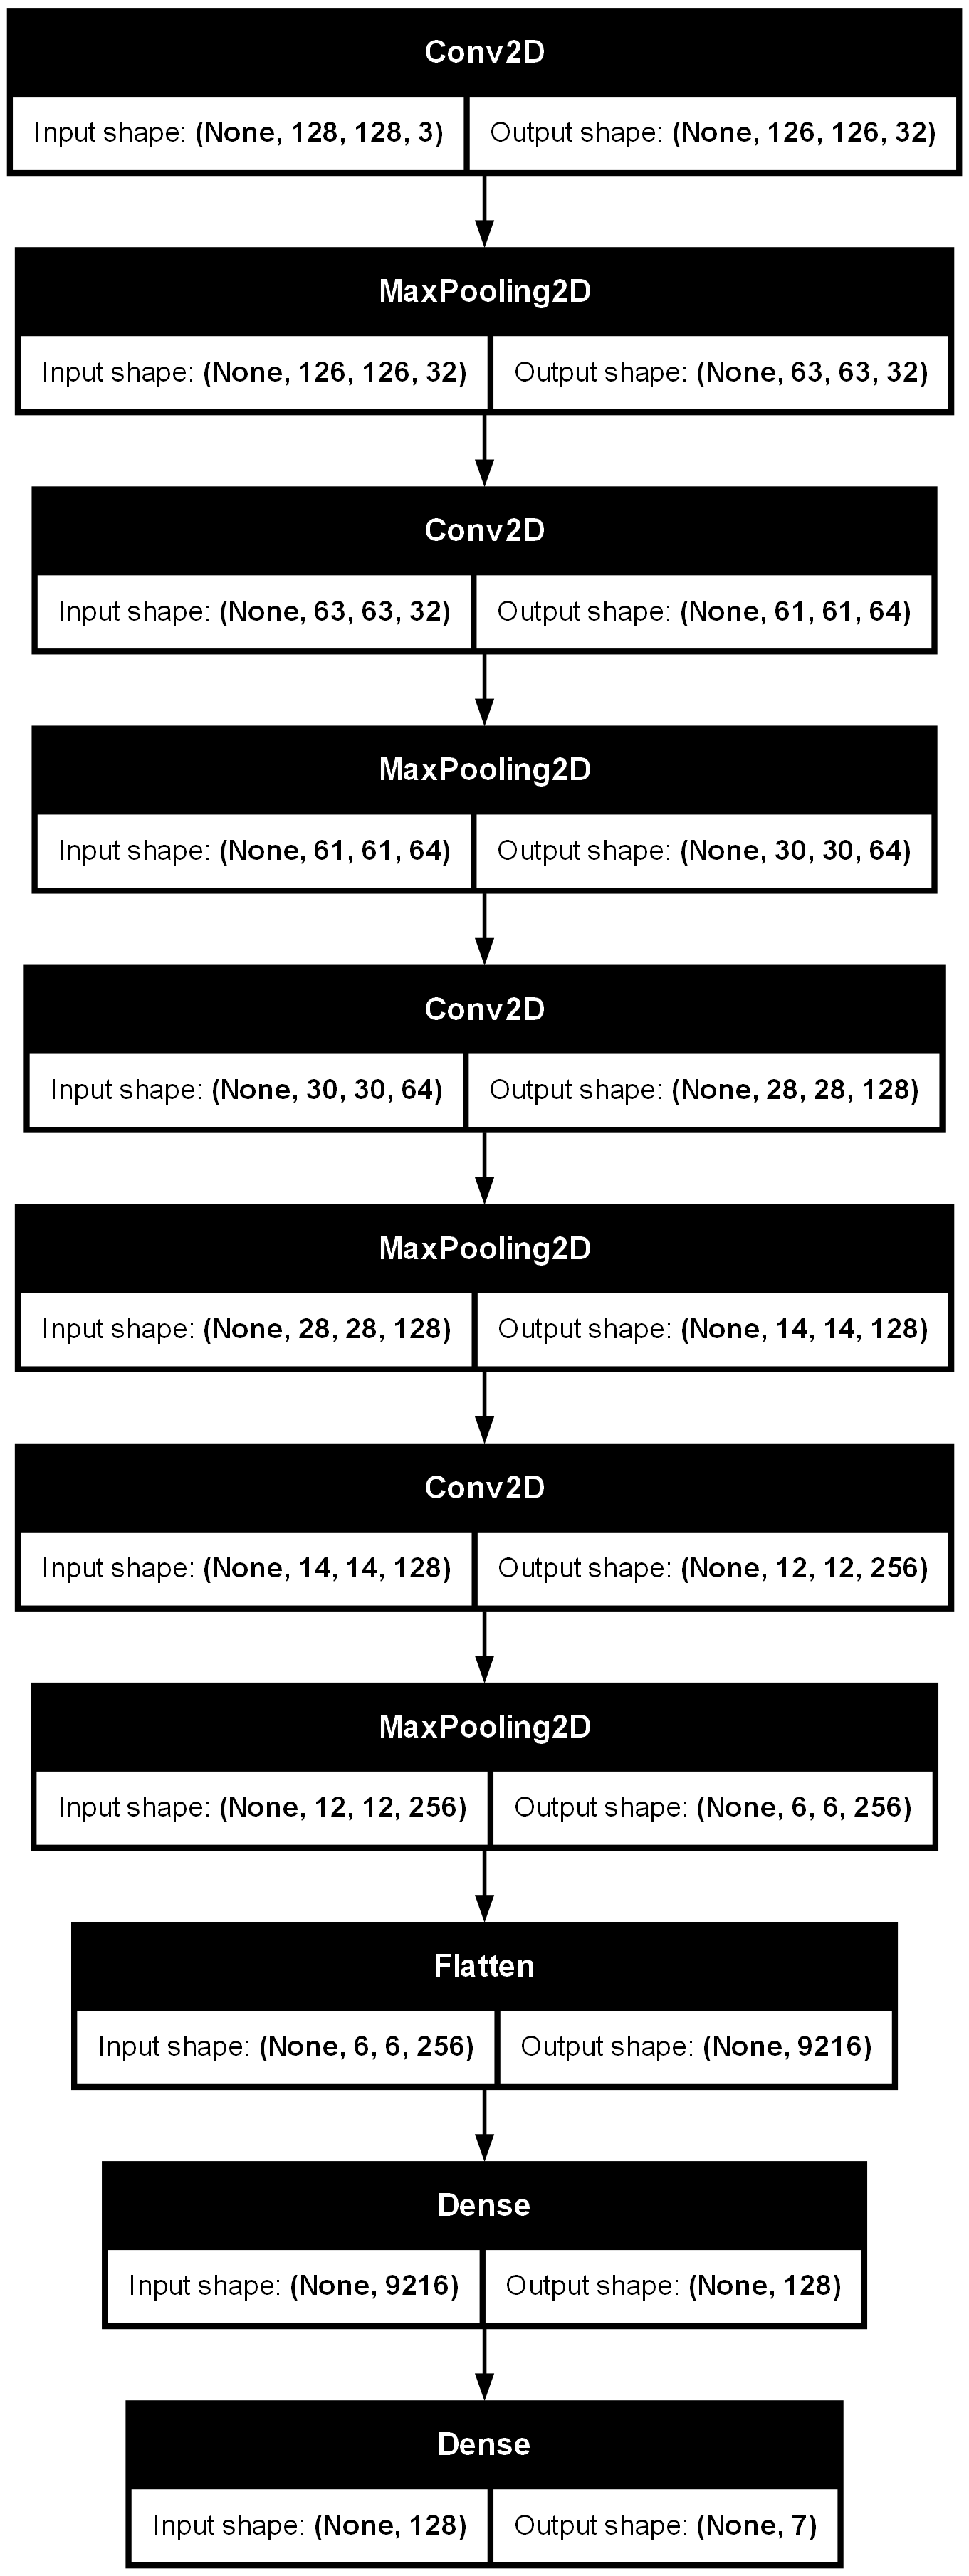 Conv2D
Input shape: (None, 128, 128, 3) Output shape: (None, 126, 126, 32)
MaxPooling2D
Input shape: (None, 126, 126, 32) Output shape: (None, 63, 63, 32)
Conv2D
Input shape: (None, 63, 63, 32) Output shape: (None, 61, 61, 64)
MaxPooling2D
Input shape: (None, 61, 61, 64) Output shape: (None, 30, 30, 64)
Conv2D
Input shape: (None, 30, 30, 64) Output shape: (None, 28, 28, 128)
MaxPooling2D
Input shape: (None, 28, 28, 128) Output shape: (None, 14, 14, 128)
Conv2D
Input shape: (None, 14, 14, 128) Output shape: (None, 12, 12, 256)
MaxPooling2D
Input shape: (None, 12, 12, 256) Output shape: (None, 6, 6, 256)
Flatten
Input shape: (None, 6, 6, 256) Output shape: (None, 9216)
Dense
Input shape: (None, 9216) Output shape: (None, 128)
Dense
Input shape: (None, 128) Output shape: (None, 7)